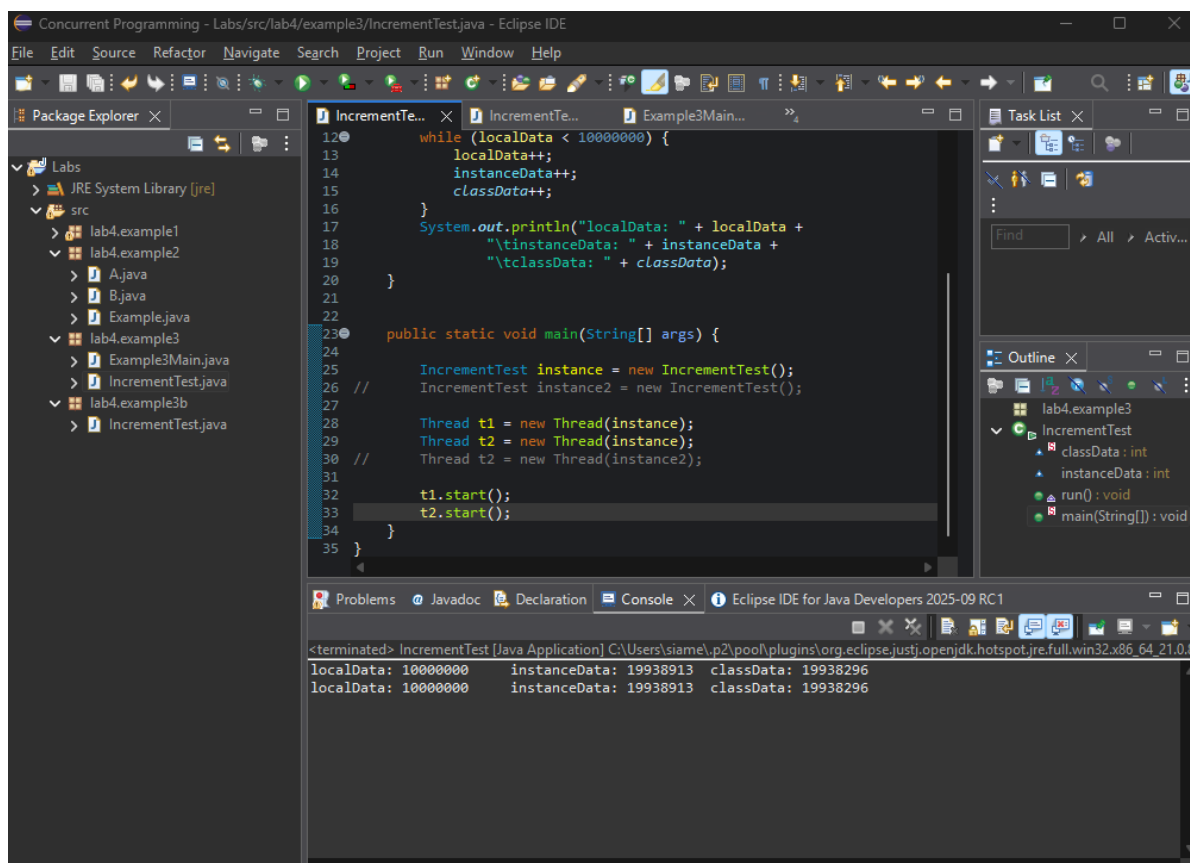 Concurrent Programming - Labs/src/lab4/example3/IncrementTest.java - Eclipse IDE
File Edit Source Refactor Navigate Search Project Run Window Help
Package Explorer
Labs
JRE System Library [jre]
src
lab4.example1
lab4.example2
A.java
B.java
Example.java
lab4.example3
Example3Main.java
IncrementTest.java
lab4.example3b
IncrementTest.java
IncrementTe... IncrementTe... Example3Main... »4
12 while (localData < 10000000) {
13 localData++;
14 instanceData++;
15 classData++;
16 }
17 System.out.println("localData: " + localData +
18 "\tinstanceData: " + instanceData +
19 "\tclassData: " + classData);
20 }
21
22
23 public static void main(String[] args) {
24
25 IncrementTest instance = new IncrementTest();
26 // IncrementTest instance2 = new IncrementTest();
27
28 Thread t1 = new Thread(instance);
29 Thread t2 = new Thread(instance);
30 // Thread t2 = new Thread(instance2);
31
32 t1.start();
33 t2.start();
34 }
35 }
Task List
Find All Activ...
Outline
lab4.example3
IncrementTest
classData : int
instanceData : int
run() : void
main(String[]) : void
Problems Javadoc Declaration Console Eclipse IDE for Java Developers 2025-09 RC1
<terminated> IncrementTest [Java Application] C:\Users\siame\.p2\pool\plugins\org.eclipse.justj.openjdk.hotspot.jre.full.win32.x86_64_21.0.8
localData: 10000000 instanceData: 19938913 classData: 19938296
localData: 10000000 instanceData: 19938913 classData: 19938296